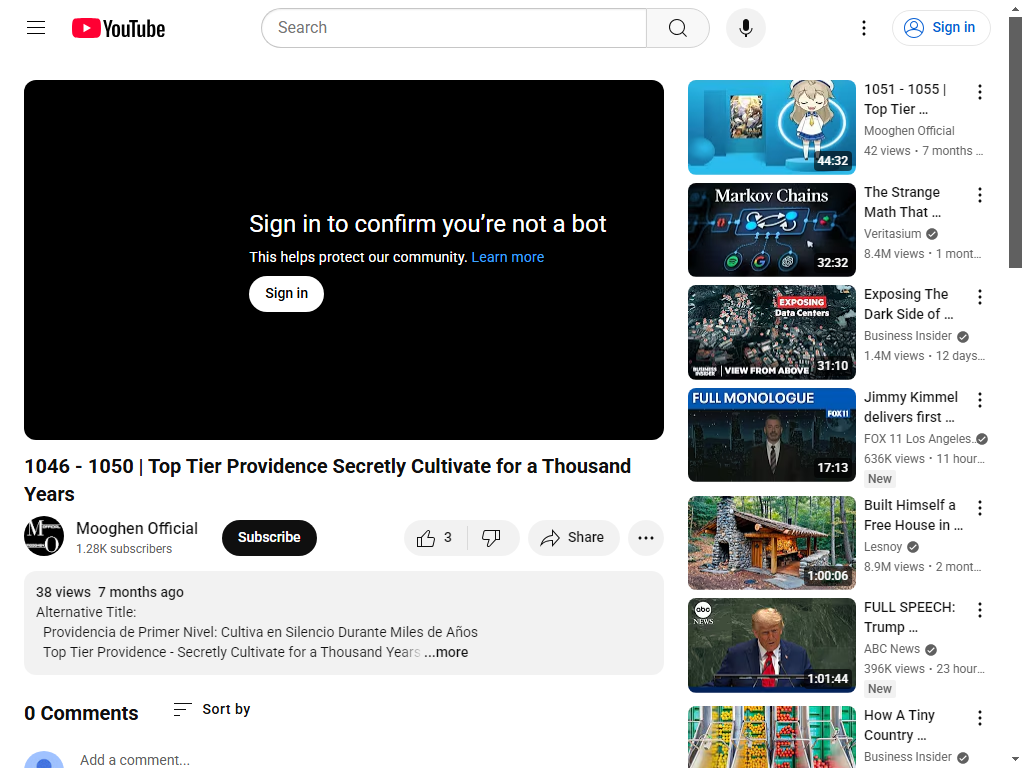 YouTube
Search
Sign in
Sign in to confirm you’re not a bot
This helps protect our community. Learn more
Sign in
1046 - 1050 | Top Tier Providence Secretly Cultivate for a Thousand
Years
Mooghen Official
1.28K subscribers
Subscribe
3
Share
38 views 7 months ago
Alternative Title:
Providencia de Primer Nivel: Cultiva en Silencio Durante Miles de Años
Top Tier Providence - Secretly Cultivate for a Thousand Years ...more
0 Comments
Sort by
Add a comment...
44:32
1051 - 1055 |
Top Tier ...
Mooghen Official
42 views • 7 months ...
Markov Chains
32:32
The Strange
Math That ...
Veritasium
8.4M views • 1 mont...
EXPOSING
Data Centers
BUSINESS
INSIDER
VIEW FROM ABOVE
31:10
Exposing The
Dark Side of ...
Business Insider
1.4M views • 12 days...
FULL MONOLOGUE
FOX 11
17:13
Jimmy Kimmel
delivers first ...
FOX 11 Los Angeles...
636K views • 11 hour...
New
1:00:06
Built Himself a
Free House in ...
Lesnoy
8.9M views • 2 mont...
abc
NEWS
1:01:44
FULL SPEECH:
Trump ...
ABC News
396K views • 23 hour...
New
How A Tiny
Country ...
Business Insider